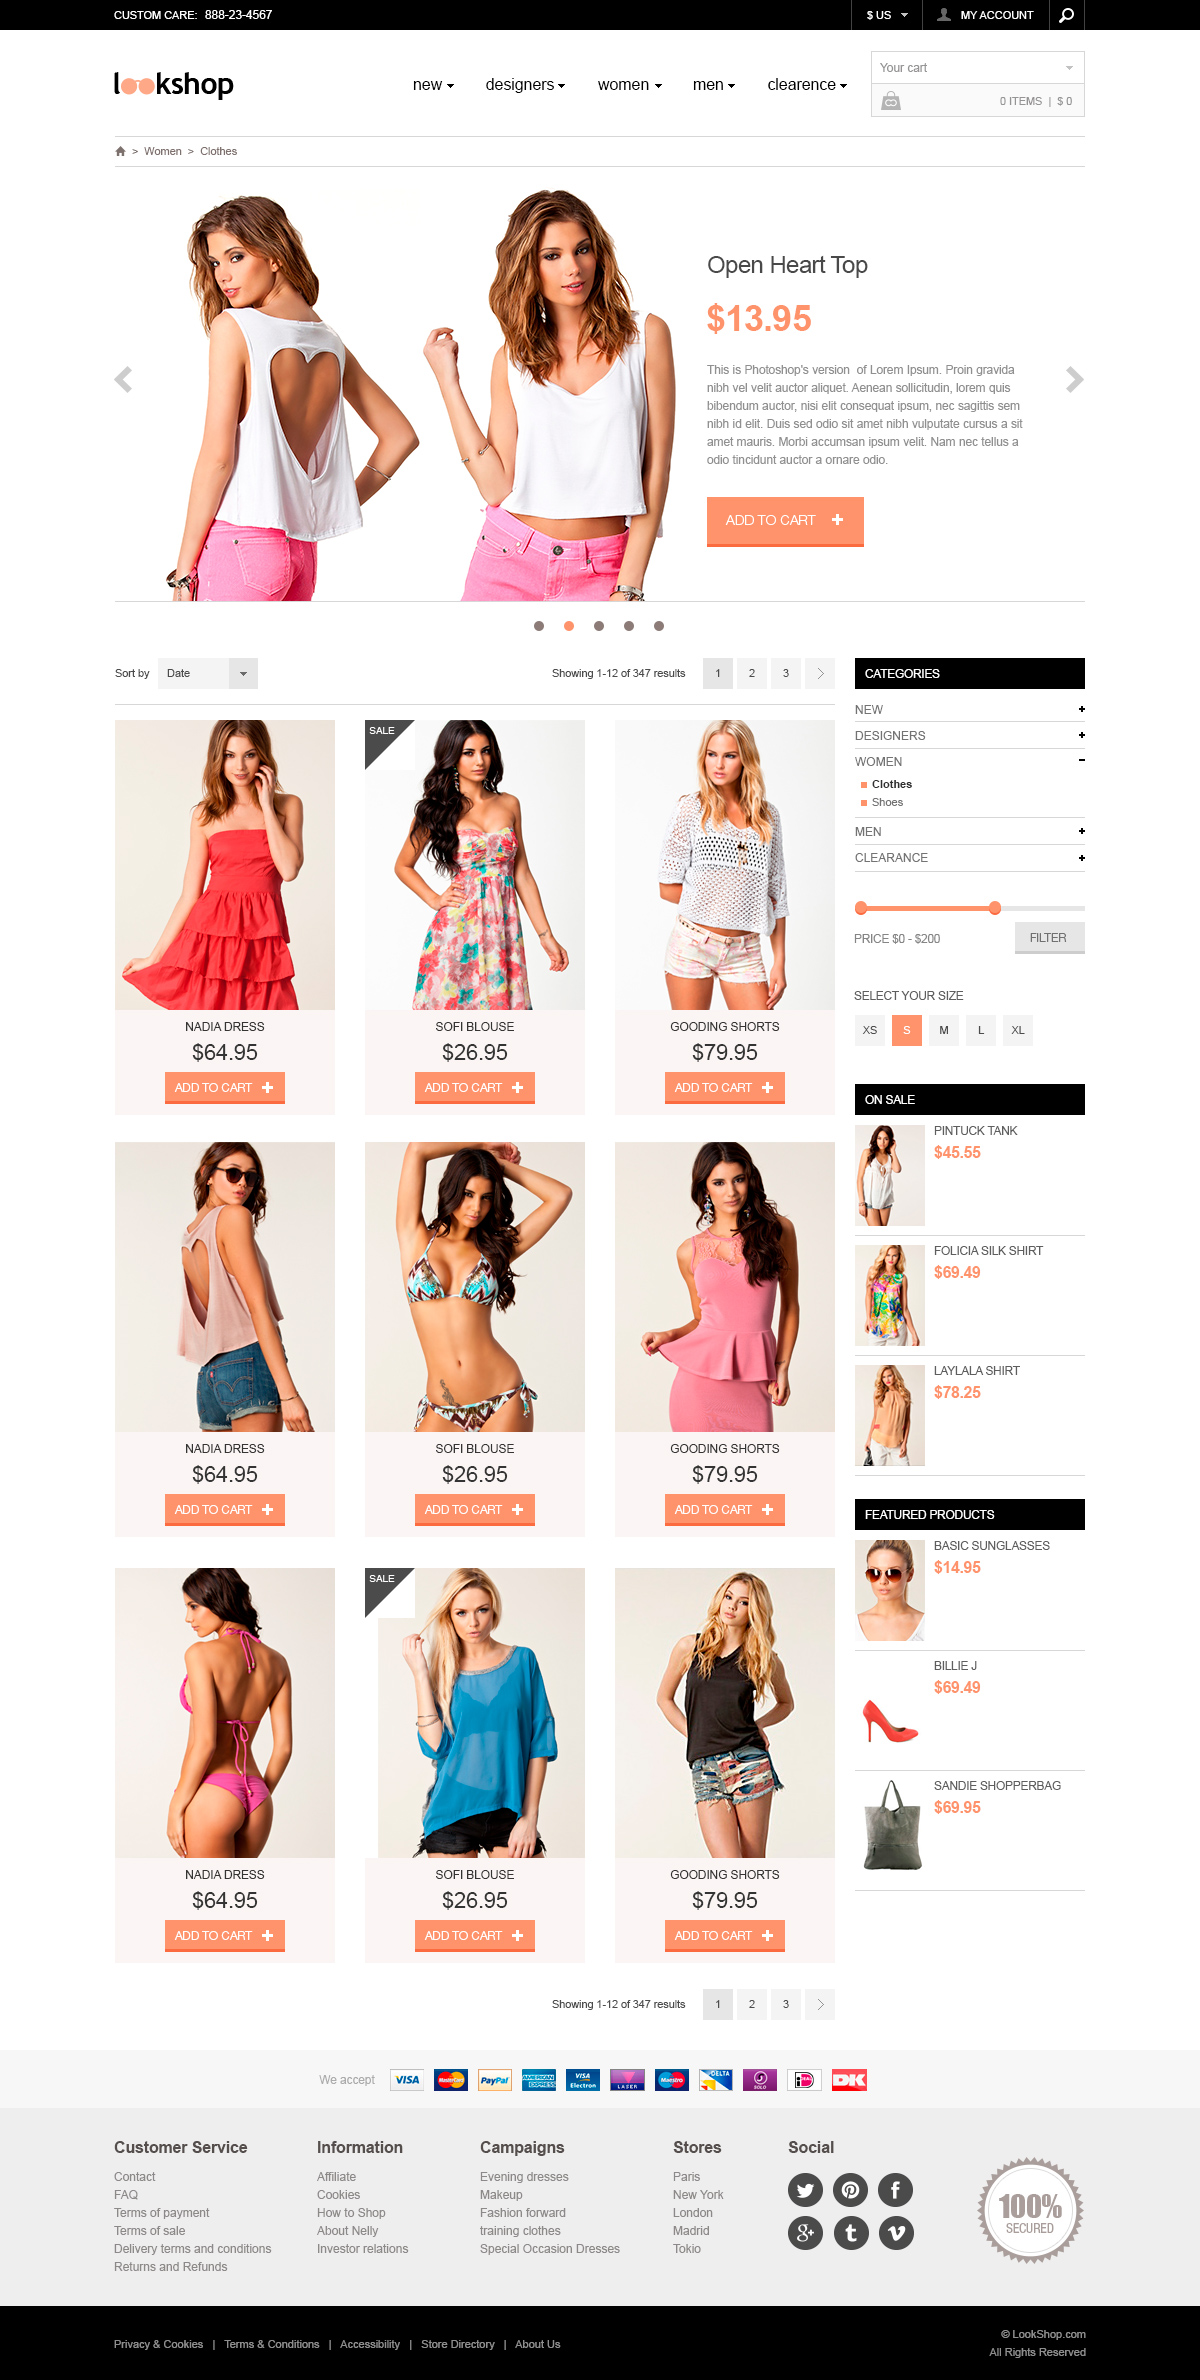 CUSTOM CARE: 888-23-4567
$ US
MY ACCOUNT
lookshop
new
designers
women
men
clearence
Your cart
0 ITEMS | $ 0
> Women > Clothes
Open Heart Top
$13.95
This is Photoshop's version of Lorem Ipsum. Proin gravida
nibh vel velit auctor aliquet. Aenean sollicitudin, lorem quis
bibendum auctor, nisi elit consequat ipsum, nec sagittis sem
nibh id elit. Duis sed odio sit amet nibh vulputate cursus a sit
amet mauris. Morbi accumsan ipsum velit. Nam nec tellus a
odio tincidunt auctor a ornare odio.
ADD TO CART +
Sort by
Date
Showing 1-12 of 347 results
1 2 3 >
SALE
NADIA DRESS
$64.95
ADD TO CART +
SOFI BLOUSE
$26.95
ADD TO CART +
GOODING SHORTS
$79.95
ADD TO CART +
NADIA DRESS
$64.95
ADD TO CART +
SOFI BLOUSE
$26.95
ADD TO CART +
GOODING SHORTS
$79.95
ADD TO CART +
SALE
NADIA DRESS
$64.95
ADD TO CART +
SOFI BLOUSE
$26.95
ADD TO CART +
GOODING SHORTS
$79.95
ADD TO CART +
Showing 1-12 of 347 results
1 2 3 >
CATEGORIES
NEW +
DESIGNERS +
WOMEN -
Clothes
Shoes
MEN +
CLEARANCE +
PRICE $0 - $200
FILTER
SELECT YOUR SIZE
XS S M L XL
ON SALE
PINTUCK TANK
$45.55
FOLICIA SILK SHIRT
$69.49
LAYLALA SHIRT
$78.25
FEATURED PRODUCTS
BASIC SUNGLASSES
$14.95
BILLIE J
$69.49
SANDIE SHOPPERBAG
$69.95
We accept
VISA
MasterCard
PayPal
AMERICAN EXPRESS
VISA Electron
LASER
Maestro
DELTA
SOLO
iDEAL
DK
Customer Service
Contact
FAQ
Terms of payment
Terms of sale
Delivery terms and conditions
Returns and Refunds
Information
Affiliate
Cookies
How to Shop
About Nelly
Investor relations
Campaigns
Evening dresses
Makeup
Fashion forward
training clothes
Special Occasion Dresses
Stores
Paris
New York
London
Madrid
Tokio
Social
100%
SECURED
Privacy & Cookies | Terms & Conditions | Accessibility | Store Directory | About Us
© LookShop.com
All Rights Reserved